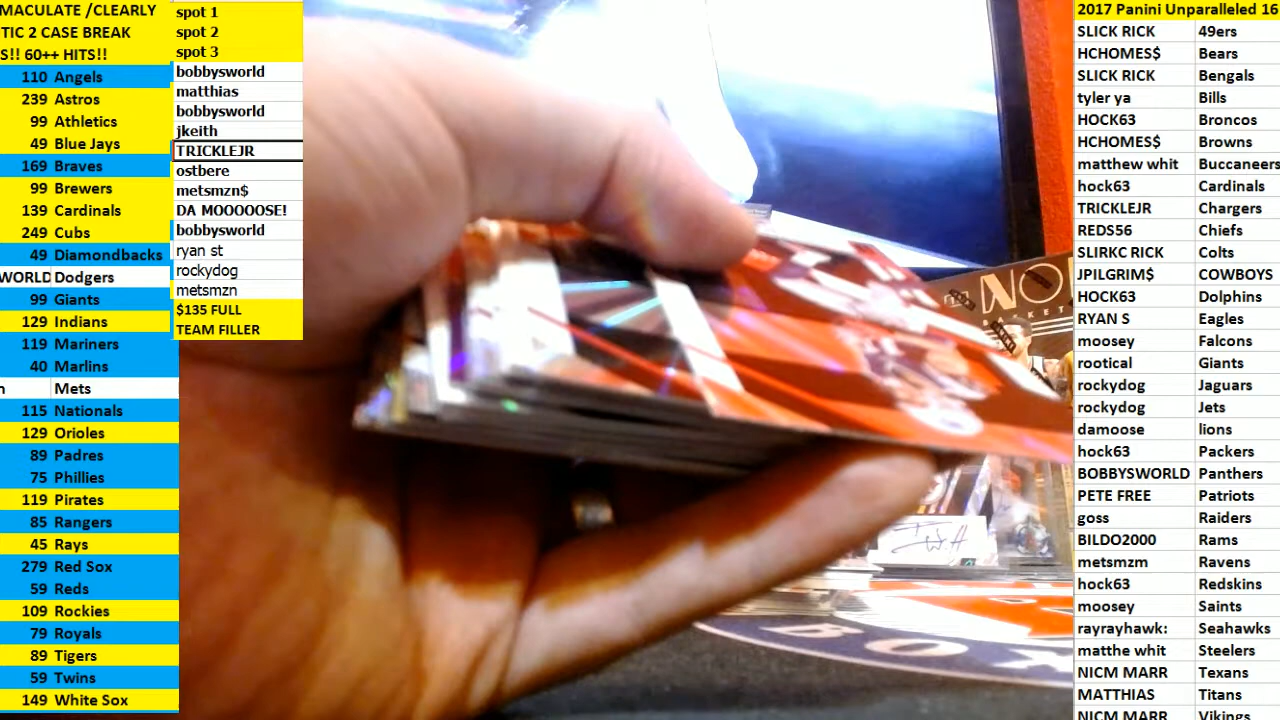 MACULATE /CLEARLY
TIC 2 CASE BREAK
S!! 60++ HITS!!
110 Angels
239 Astros
99 Athletics
49 Blue Jays
169 Braves
99 Brewers
139 Cardinals
249 Cubs
49 Diamondbacks
WORLD Dodgers
99 Giants
129 Indians
119 Mariners
40 Marlins
n Mets
115 Nationals
129 Orioles
89 Padres
75 Phillies
119 Pirates
85 Rangers
45 Rays
279 Red Sox
59 Reds
109 Rockies
79 Royals
89 Tigers
59 Twins
149 White Sox
spot 1
spot 2
spot 3
bobbysworld
matthias
bobbysworld
jkeith
TRICKLEJR
ostbere
metsmzn$
DA MOOOOOSE!
bobbysworld
ryan st
rockydog
metsmzn
$135 FULL
TEAM FILLER
NO
BASKET
BOX
2017 Panini Unparalleled 16
SLICK RICK 49ers
HCHOMES$ Bears
SLICK RICK Bengals
tyler ya Bills
HOCK63 Broncos
HCHOMES$ Browns
matthew whit Buccaneers
hock63 Cardinals
TRICKLEJR Chargers
REDS56 Chiefs
SLIRKC RICK Colts
JPILGRIM$ COWBOYS
HOCK63 Dolphins
RYAN S Eagles
moosey Falcons
rootical Giants
rockydog Jaguars
rockydog Jets
damoose lions
hock63 Packers
BOBBYSWORLD Panthers
PETE FREE Patriots
goss Raiders
BILDO2000 Rams
metsmzm Ravens
hock63 Redskins
moosey Saints
rayrayhawk: Seahawks
matthe whit Steelers
NICM MARR Texans
MATTHIAS Titans
NICM MARR Vikings